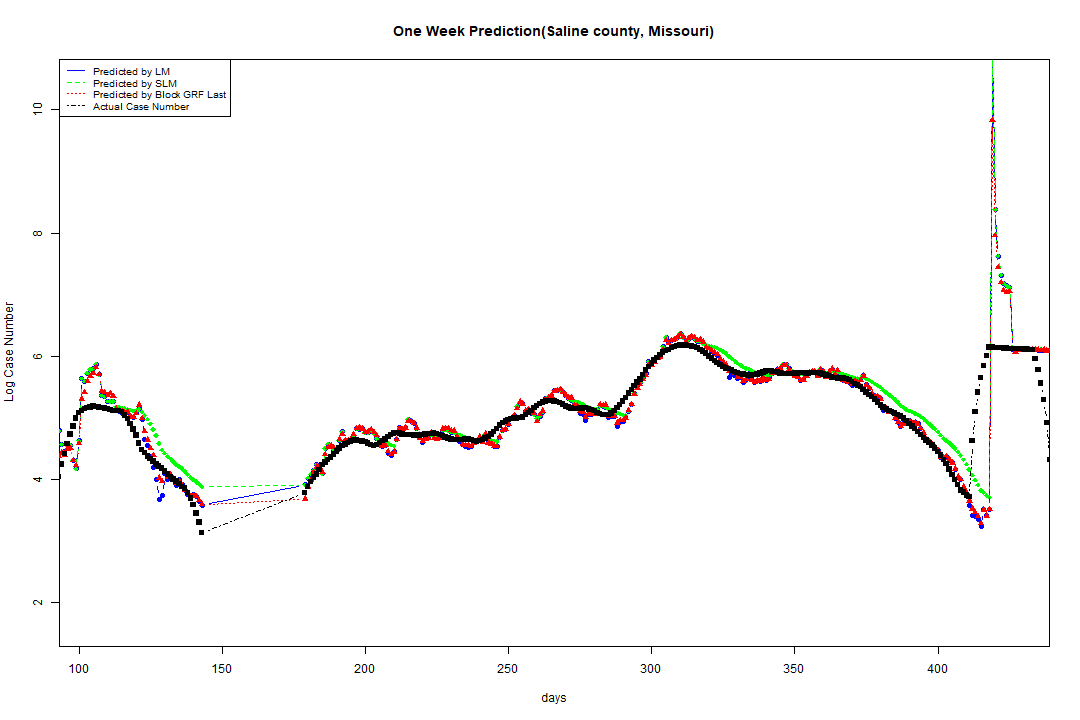 One Week Prediction(Saline county, Missouri)
Predicted by LM
Predicted by SLM
Predicted by Block GRF Last
Actual Case Number
Log Case Number
10
8
6
4
2
100 150 200 250 300 350 400
days